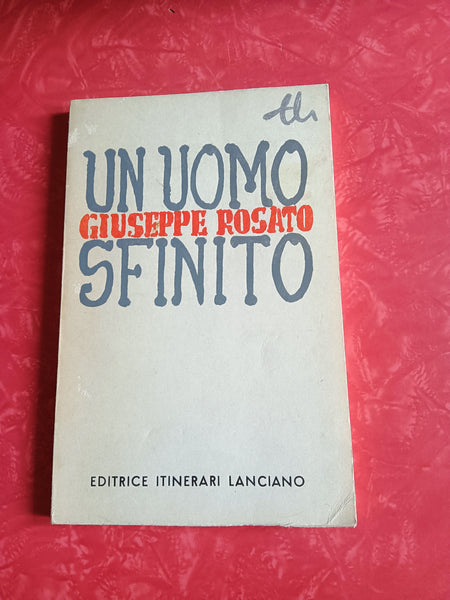 UN UOMO
GIUSEPPE ROSATO
SFINITO
EDITRICE ITINERARI LANCIANO